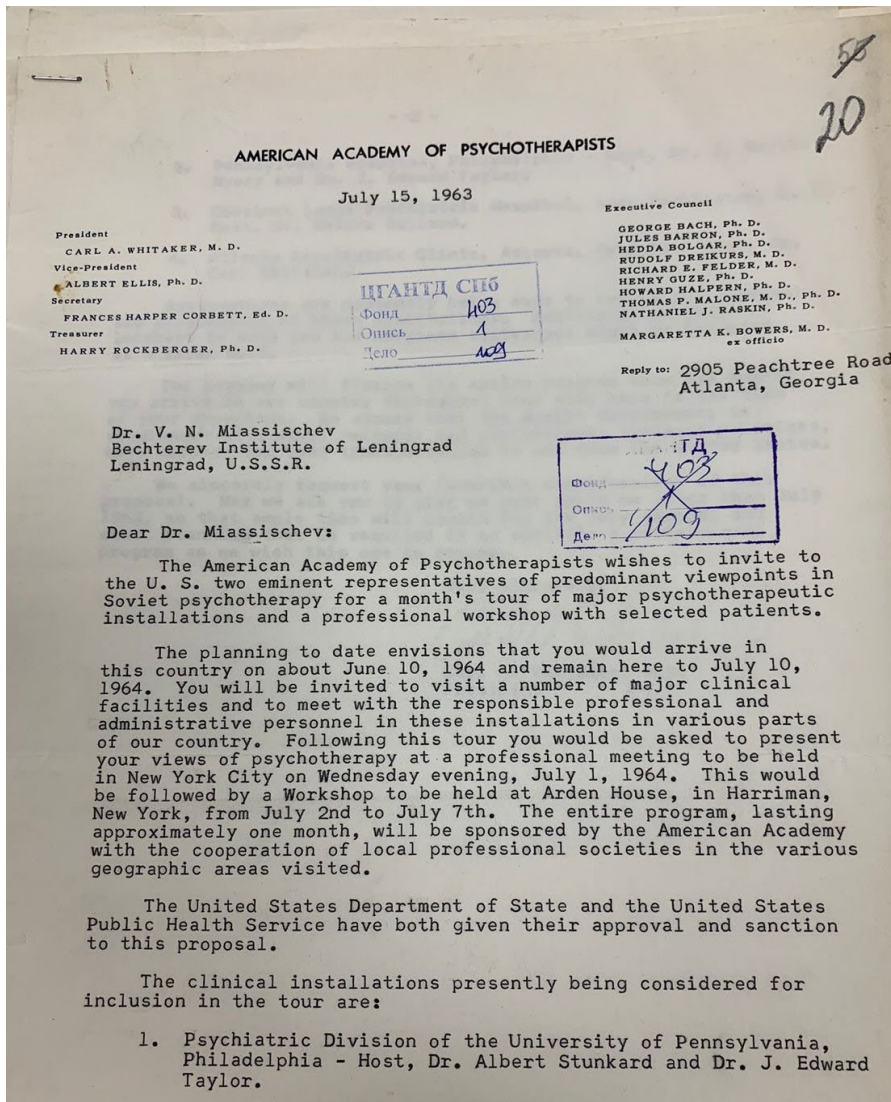 58
20
AMERICAN ACADEMY OF PSYCHOTHERAPISTS
July 15, 1963
President
CARL A. WHITAKER, M. D.
Vice-President
ALBERT ELLIS, Ph. D.
Secretary
FRANCES HARPER CORBETT, Ed. D.
Treasurer
HARRY ROCKBERGER, Ph. D.
ЦГАНТД СПб
Фонд 403
Опись 1
Дело 109
Executive Council
GEORGE BACH, Ph. D.
JULES BARRON, Ph. D.
HEDDA BOLGAR, Ph. D.
RUDOLF DREIKURS, M. D.
RICHARD E. FELDER, M. D.
HENRY GUZE, Ph. D.
HOWARD HALPERN, Ph. D.
THOMAS P. MALONE, M. D., Ph. D.
NATHANIEL J. RASKIN, Ph. D.
MARGARETTA K. BOWERS, M. D.
ex officio
Reply to: 2905 Peachtree Road
Atlanta, Georgia
Dr. V. N. Miassischev
Bechterev Institute of Leningrad
Leningrad, U.S.S.R.
Фонд 403
Опись 1
Дело 109
Dear Dr. Miassischev:
The American Academy of Psychotherapists wishes to invite to
the U. S. two eminent representatives of predominant viewpoints in
Soviet psychotherapy for a month's tour of major psychotherapeutic
installations and a professional workshop with selected patients.
The planning to date envisions that you would arrive in
this country on about June 10, 1964 and remain here to July 10,
1964. You will be invited to visit a number of major clinical
facilities and to meet with the responsible professional and
administrative personnel in these installations in various parts
of our country. Following this tour you would be asked to present
your views of psychotherapy at a professional meeting to be held
in New York City on Wednesday evening, July 1, 1964. This would
be followed by a Workshop to be held at Arden House, in Harriman,
New York, from July 2nd to July 7th. The entire program, lasting
approximately one month, will be sponsored by the American Academy
with the cooperation of local professional societies in the various
geographic areas visited.
The United States Department of State and the United States
Public Health Service have both given their approval and sanction
to this proposal.
The clinical installations presently being considered for
inclusion in the tour are:
1. Psychiatric Division of the University of Pennsylvania,
Philadelphia - Host, Dr. Albert Stunkard and Dr. J. Edward
Taylor.